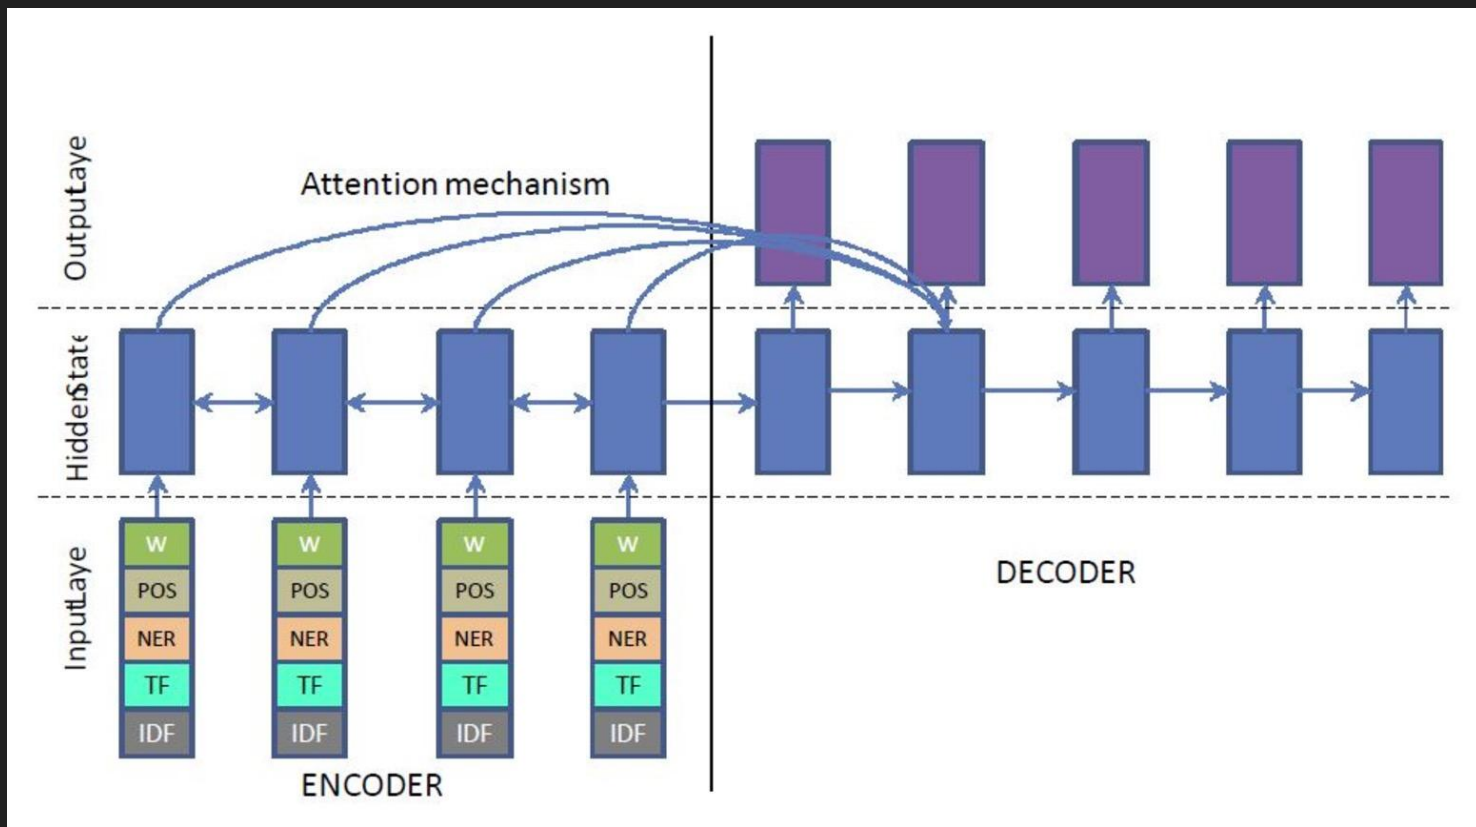 Attention mechanism
OutputLaye
HiddenState
InputLaye
W W W W
POS POS POS POS
NER NER NER NER
TF TF TF TF
IDF IDF IDF IDF
ENCODER
DECODER